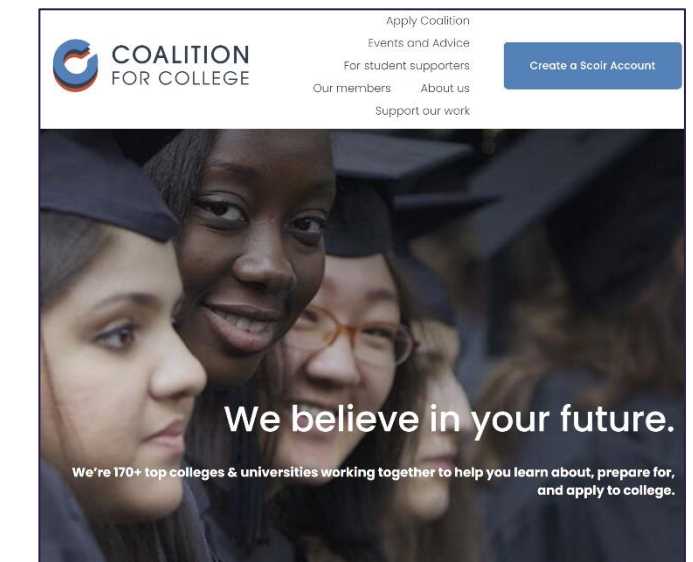 COALITION
FOR COLLEGE
Apply Coalition
Events and Advice
For student supporters
Our members About us
Support our work
Create a Scoir Account
We believe in your future.
We're 170+ top colleges & universities working together to help you learn about, prepare for,
and apply to college.